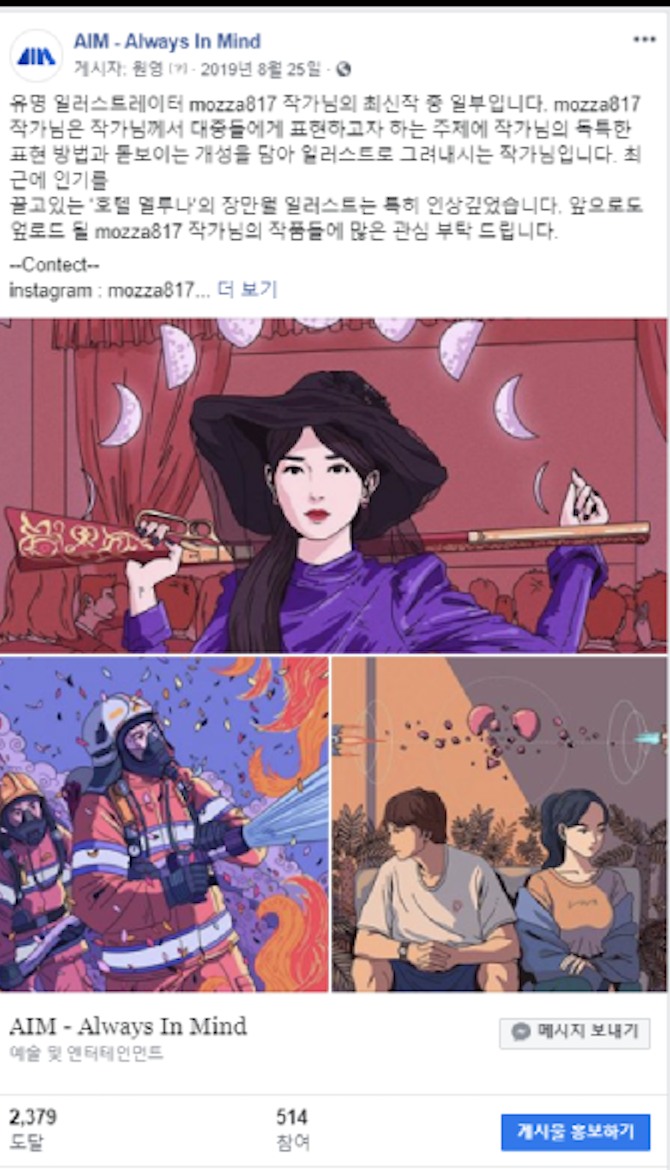 AIM
AIM - Always In Mind
게시자: 원영 (?) · 2019년 8월 25일 ·
유명 일러스트레이터 mozza817 작가님의 최신작 중 일부입니다. mozza817
작가님은 작가님께서 대중들에게 표현하고자 하는 주제에 작가님의 독특한
표현 방법과 돋보이는 개성을 담아 일러스트로 그려내시는 작가님입니다. 최
근에 인기를
끌고있는 '호텔 델루나'의 장만월 일러스트는 특히 인상깊었습니다. 앞으로도
업로드 될 mozza817 작가님의 작품들에 많은 관심 부탁 드립니다.
--Contect--
instagram : mozza817... 더 보기
AIM - Always In Mind
예술 및 엔터테인먼트
메시지 보내기
2,379
도달
514
참여
게시물 홍보하기